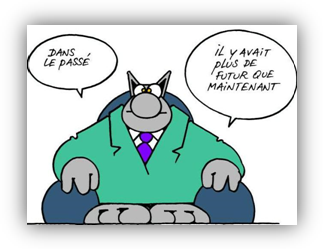 DANS
LE PASSÉ
IL Y AVAIT
PLUS DE
FUTUR QUE
MAINTENANT